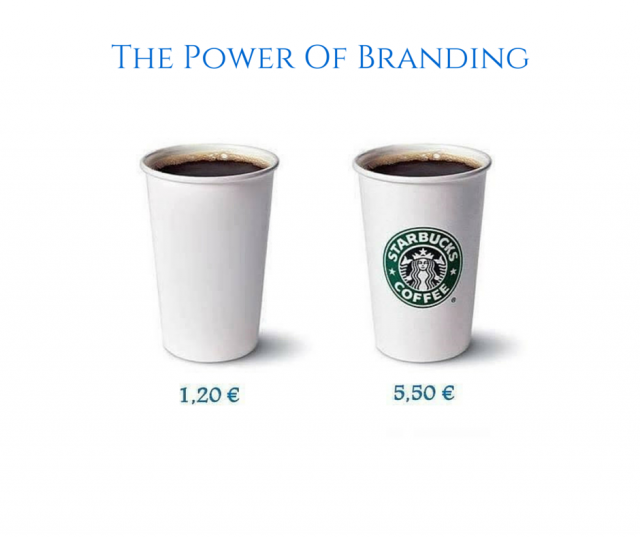 The Power Of Branding
STARBUCKS
COFFEE
®
1,20 €
5,50 €